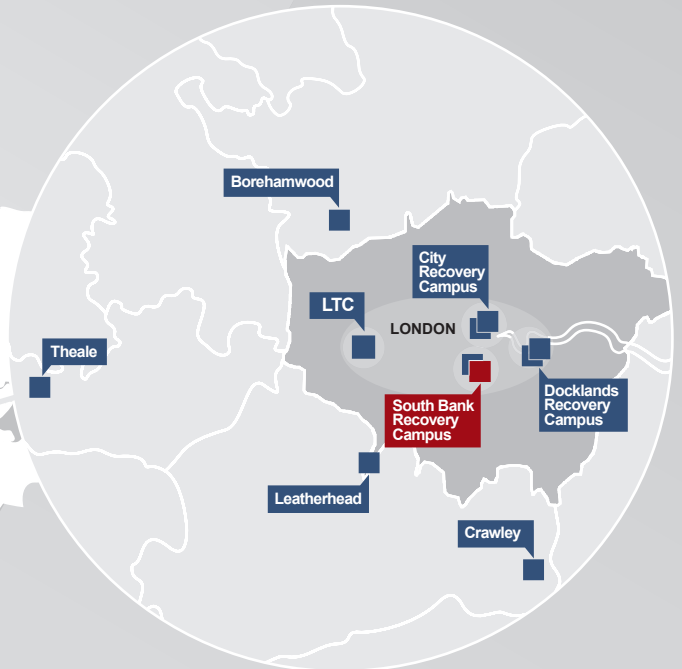 Borehamwood
City
Recovery
Campus
LTC
LONDON
Theale
Docklands
Recovery
Campus
South Bank
Recovery
Campus
Leatherhead
Crawley